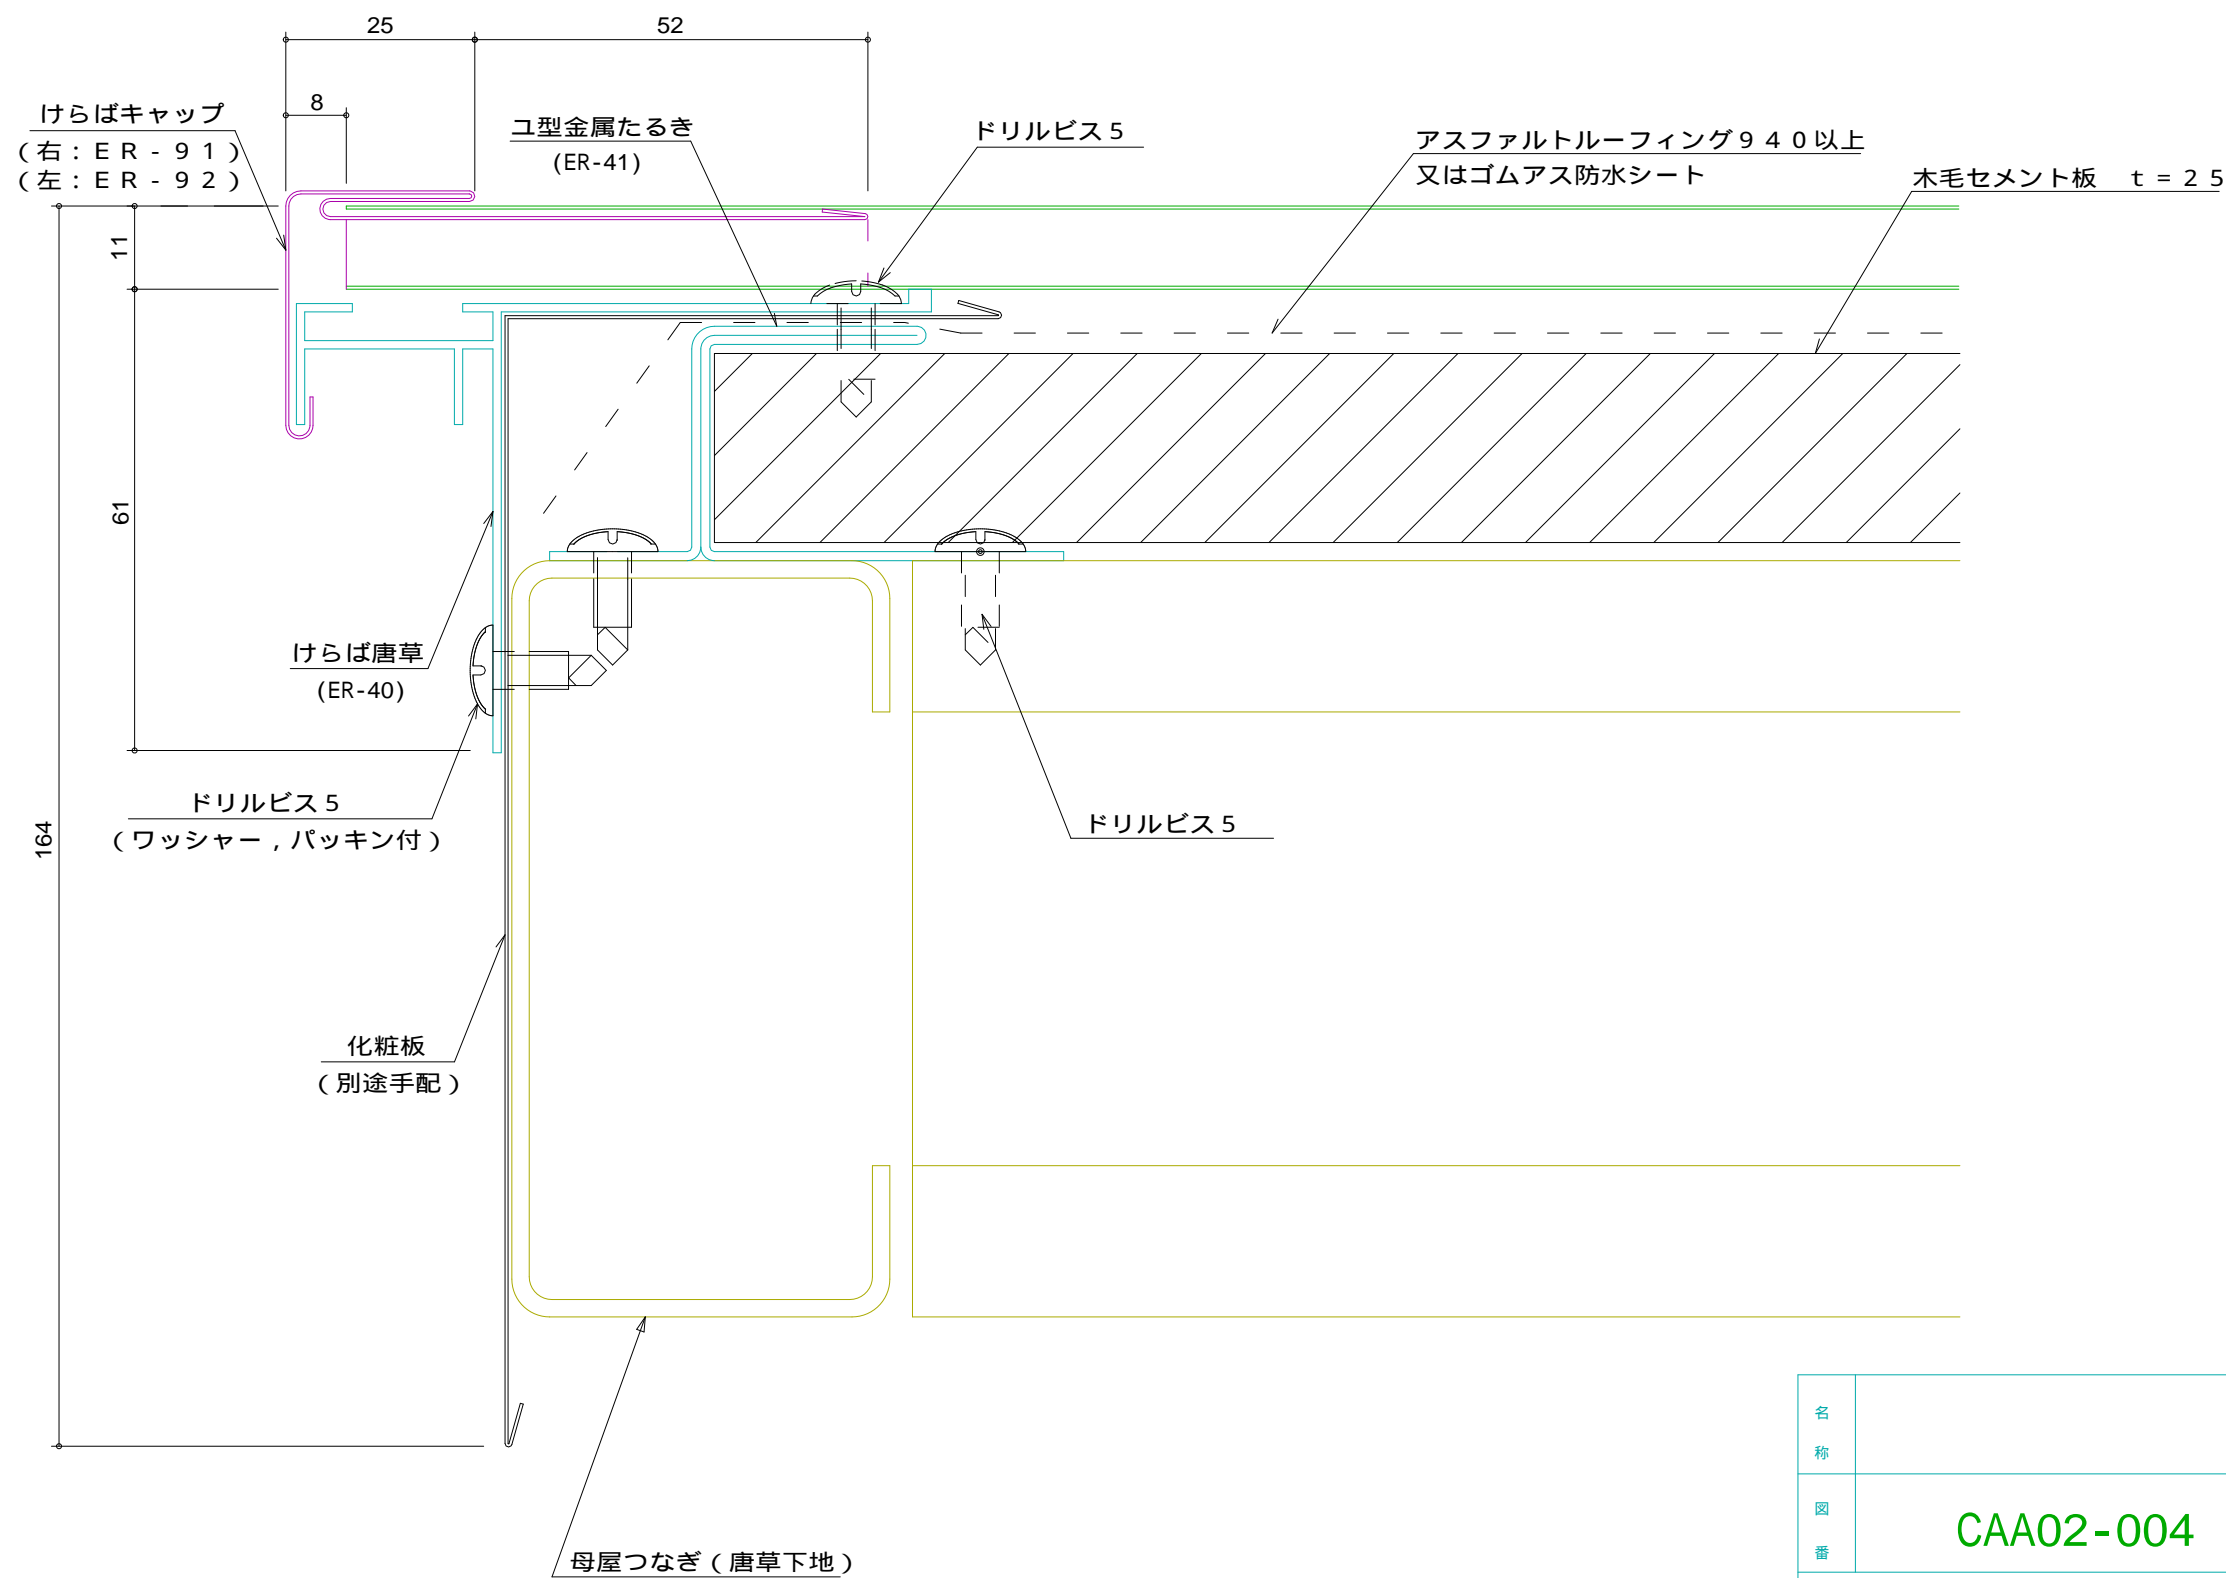 25
52
8
けらばキャップ
（右：ＥＲ-９１）
（左：ＥＲ-９２）
ユ型金属たるき
(ER-41)
ドリルビス５
アスファルトルーフィング９４０以上
又はゴムアス防水シート
木毛セメント板　ｔ＝２５
11
61
164
けらば唐草
(ER-40)
ドリルビス５
（ワッシャー，パッキン付）
ドリルビス５
化粧板
（別途手配）
母屋つなぎ（唐草下地）
名称
図番
CAA02-004